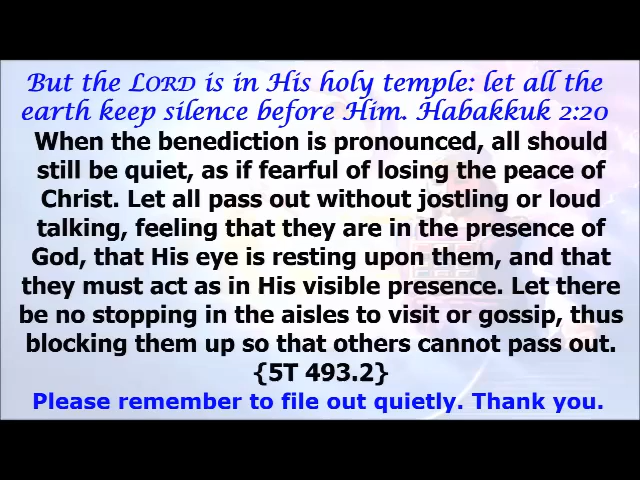 But the LORD is in His holy temple: let all the
earth keep silence before Him. Habakkuk 2:20
When the benediction is pronounced, all should
still be quiet, as if fearful of losing the peace of
Christ. Let all pass out without jostling or loud
talking, feeling that they are in the presence of
God, that His eye is resting upon them, and that
they must act as in His visible presence. Let there
be no stopping in the aisles to visit or gossip, thus
blocking them up so that others cannot pass out.
{5T 493.2}
Please remember to file out quietly. Thank you.